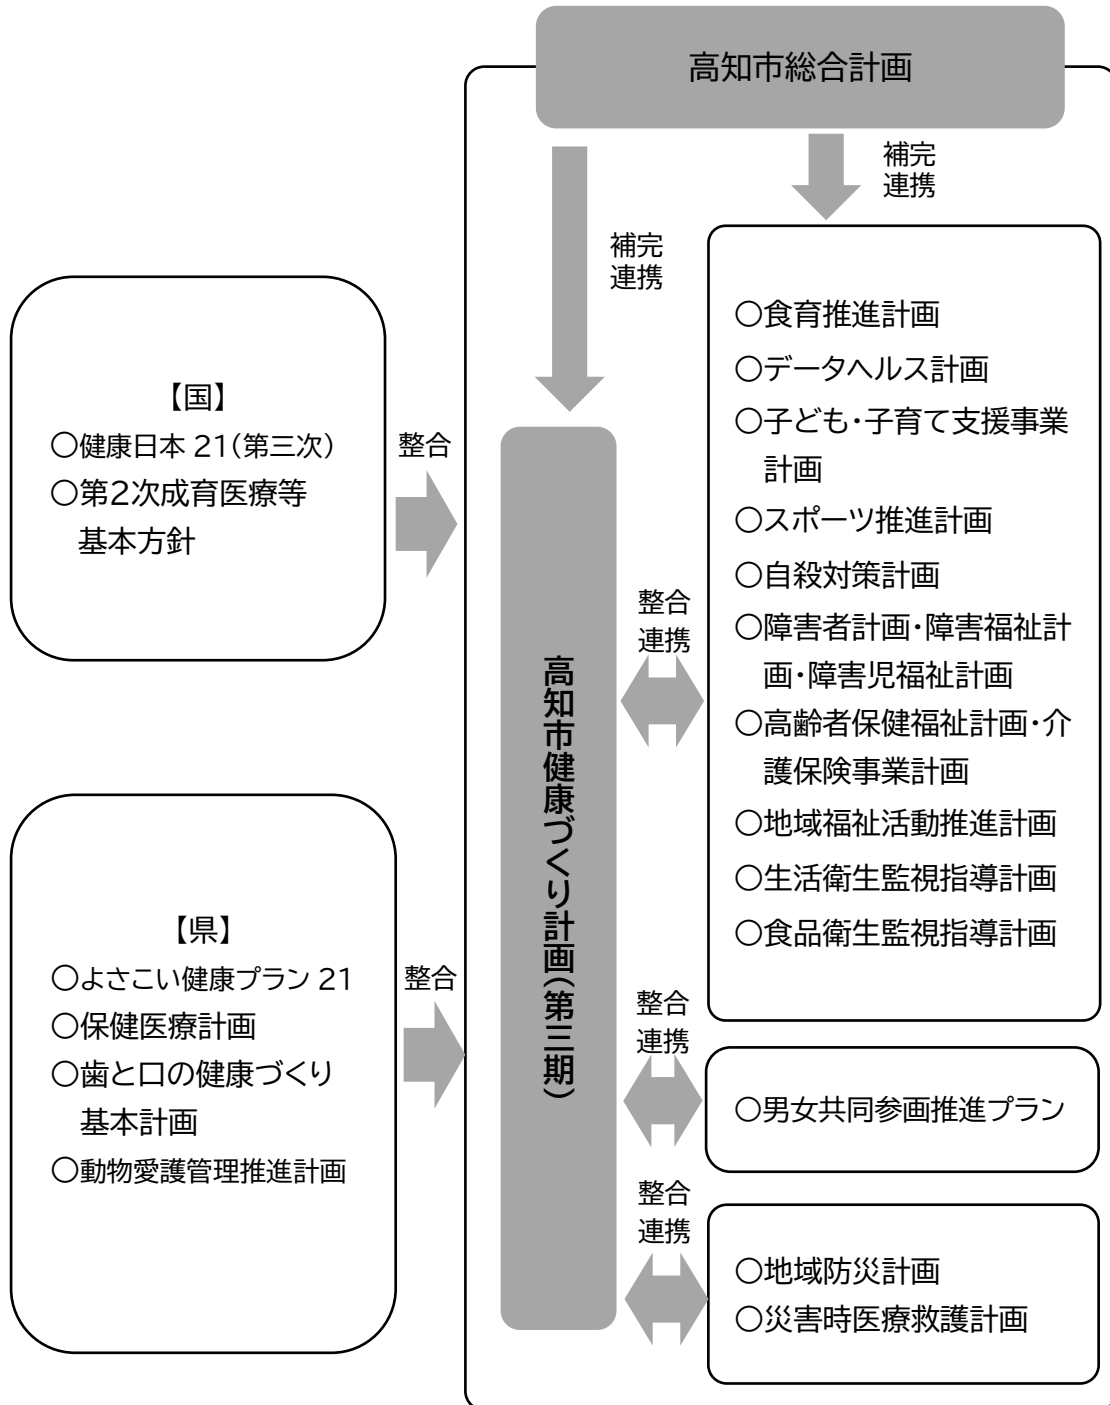 高知市総合計画
補完
連携
補完
連携
【国】
○健康日本 21(第三次)
○第2次成育医療等
基本方針
整合
【県】
○よさこい健康プラン 21
○保健医療計画
○歯と口の健康づくり
基本計画
○動物愛護管理推進計画
整合
高知市健康づくり計画(第三期)
整合
連携
○食育推進計画
○データヘルス計画
○子ども・子育て支援事業
計画
○スポーツ推進計画
○自殺対策計画
○障害者計画・障害福祉計
画・障害児福祉計画
○高齢者保健福祉計画・介
護保険事業計画
○地域福祉活動推進計画
○生活衛生監視指導計画
○食品衛生監視指導計画
整合
連携
○男女共同参画推進プラン
整合
連携
○地域防災計画
○災害時医療救護計画